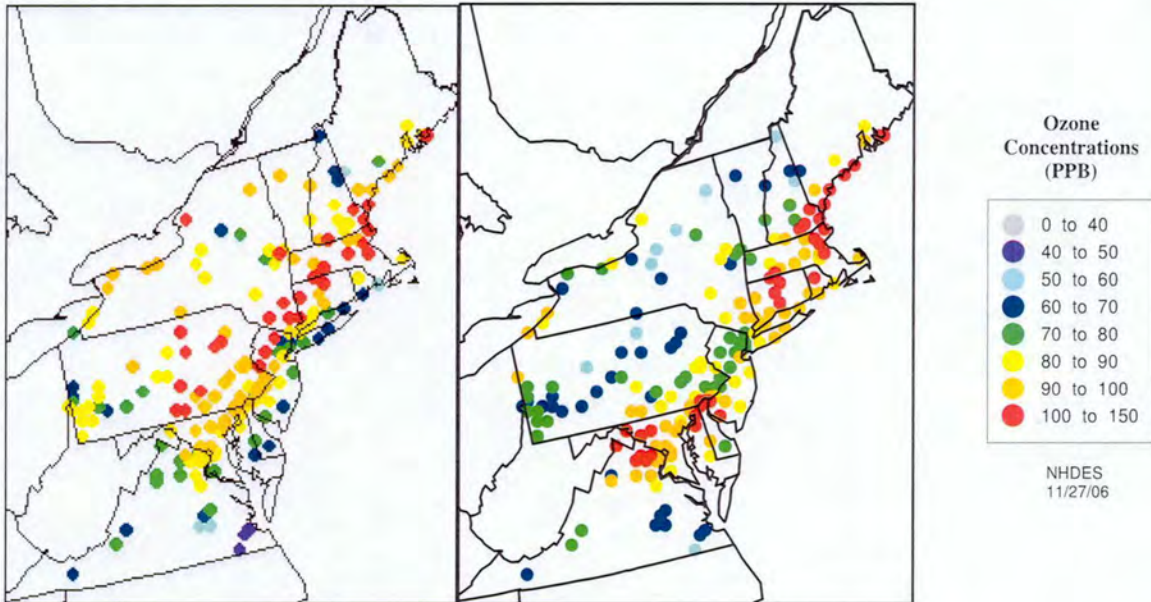 Ozone
Concentrations
(PPB)
0 to 40
40 to 50
50 to 60
60 to 70
70 to 80
80 to 90
90 to 100
100 to 150
NHDES
11/27/06